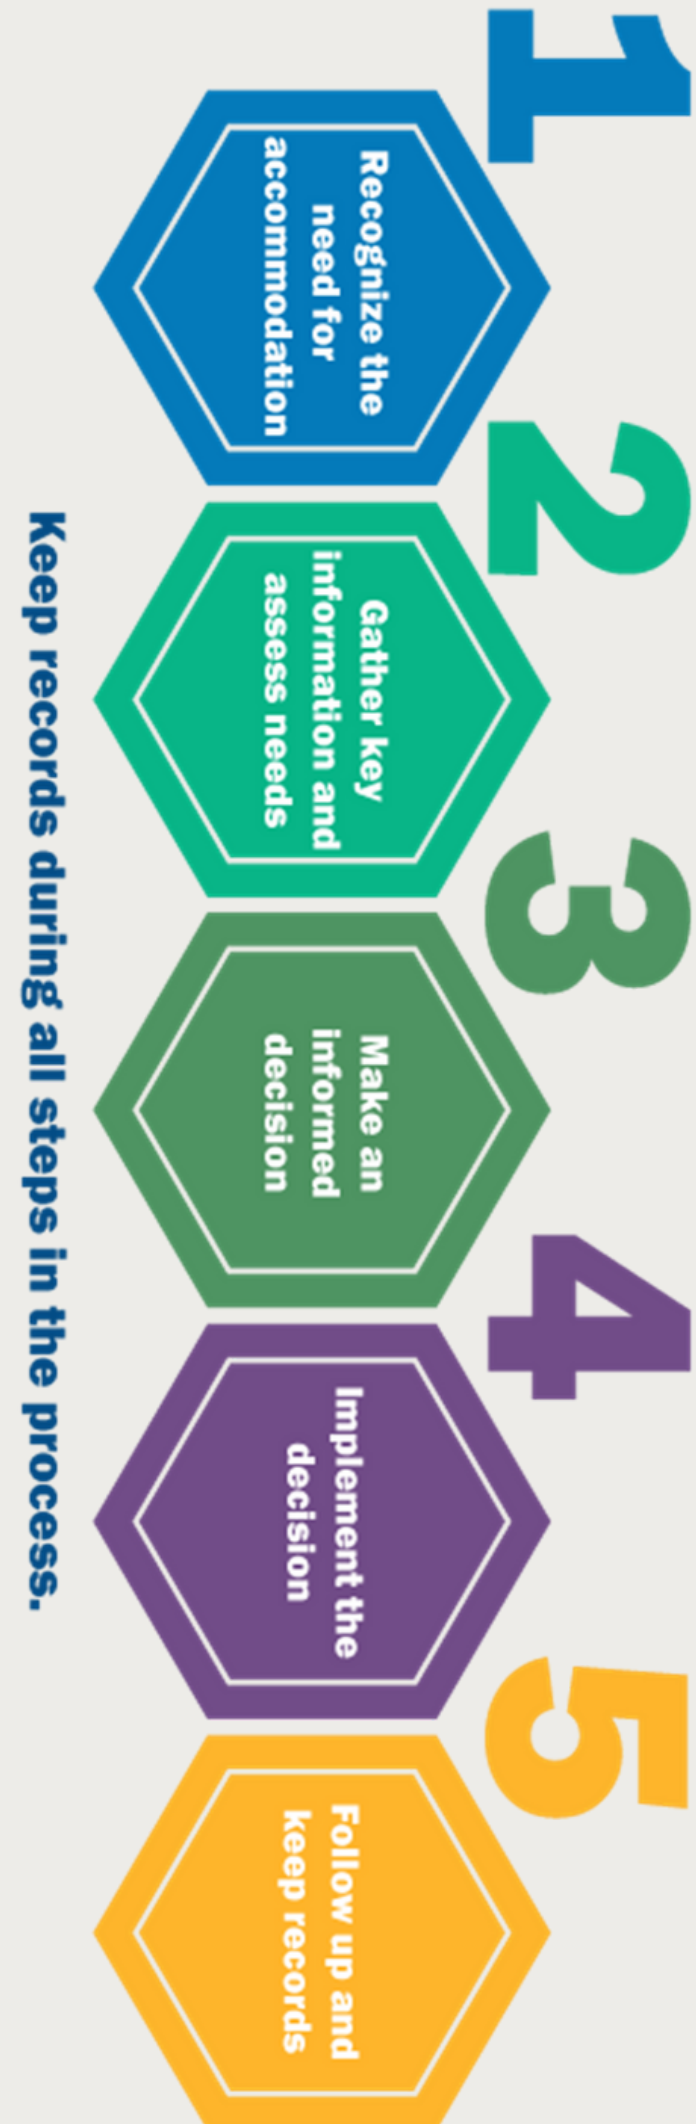 1
Recognize the
need for
accommodation
2
Gather key
information and
assess needs
3
Make an
informed
decision
4
Implement the
decision
5
Follow up and
keep records
Keep records during all steps in the process.